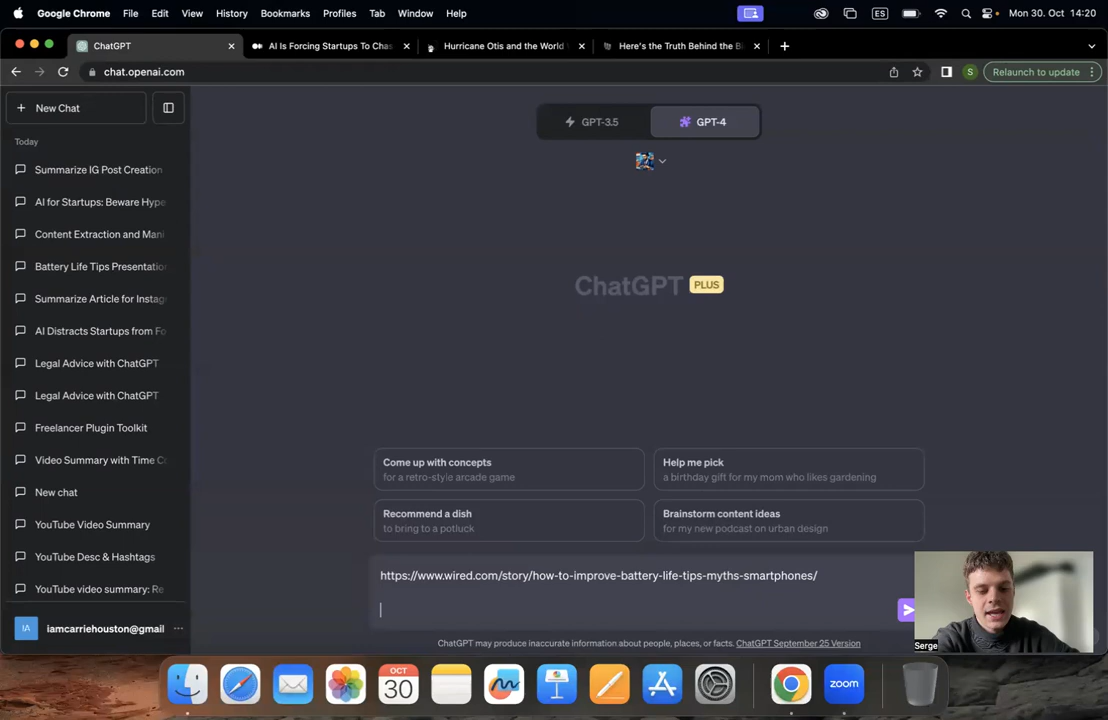 Google Chrome File Edit View History Bookmarks Profiles Tab Window Help ES Mon 30. Oct 14:20
ChatGPT AI Is Forcing Startups To Chas Hurricane Otis and the World Here's the Truth Behind the B
chat.openai.com S Relaunch to update
New Chat
Today
Summarize IG Post Creation
AI for Startups: Beware Hype
Content Extraction and Mani
Battery Life Tips Presentation
Summarize Article for Instag
AI Distracts Startups from Fo
Legal Advice with ChatGPT
Legal Advice with ChatGPT
Freelancer Plugin Toolkit
Video Summary with Time C
New chat
YouTube Video Summary
YouTube Desc & Hashtags
YouTube video summary: Re
IA iamcarriehouston@gmail
GPT-3.5 GPT-4
ChatGPT PLUS
Come up with concepts
for a retro-style arcade game
Help me pick
a birthday gift for my mom who likes gardening
Recommend a dish
to bring to a potluck
Brainstorm content ideas
for my new podcast on urban design
https://www.wired.com/story/how-to-improve-battery-life-tips-myths-smartphones/
ChatGPT may produce inaccurate information about people, places, or facts. ChatGPT September 25 Version
Serge
OCT
30
zoom